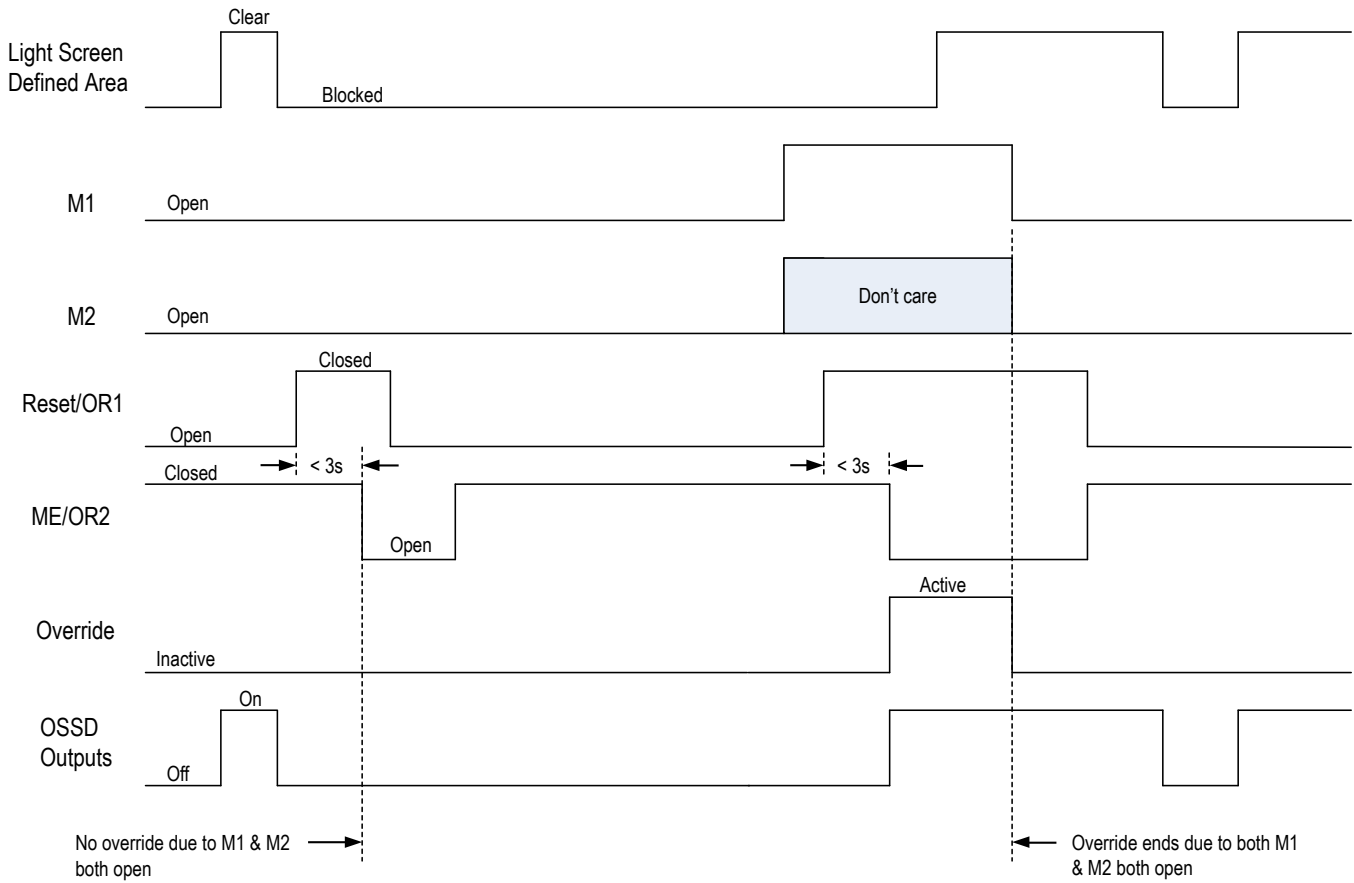 Clear
Light Screen
Defined Area
Blocked
M1
Open
M2
Open
Don't care
Closed
Reset/OR1
Open
< 3s
< 3s
Closed
ME/OR2
Open
Active
Override
Inactive
On
OSSD
Outputs
Off
No override due to M1 & M2
both open
Override ends due to both M1
& M2 both open